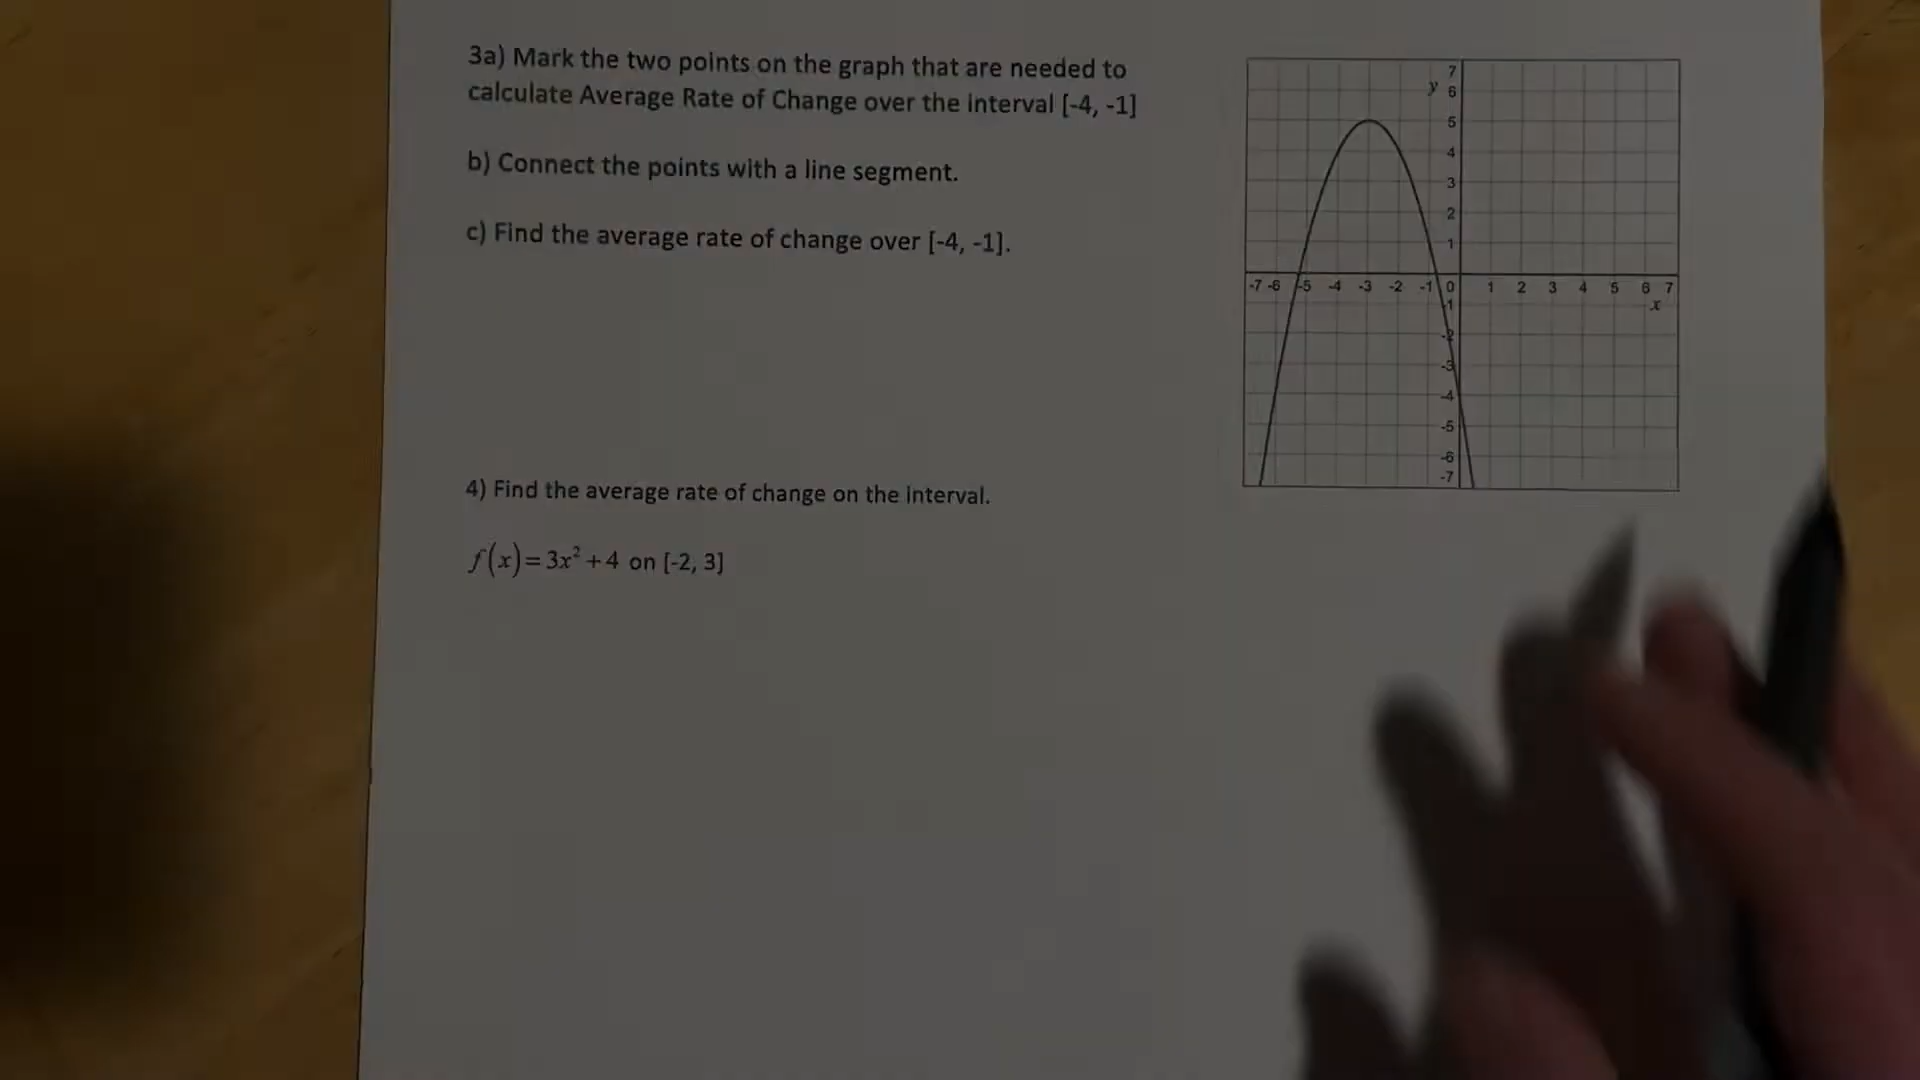 3a) Mark the two points on the graph that are needed to
calculate Average Rate of Change over the interval [-4, -1]
b) Connect the points with a line segment.
c) Find the average rate of change over [-4, -1].
7
y 6
5
4
3
2
1
-7 -6 -5 -4 -3 -2 -1 0 1 2 3 4 5 6 7
-1 x
-2
-3
-4
-5
-6
-7
4) Find the average rate of change on the interval.
f(x)=3x²+4 on [-2, 3]